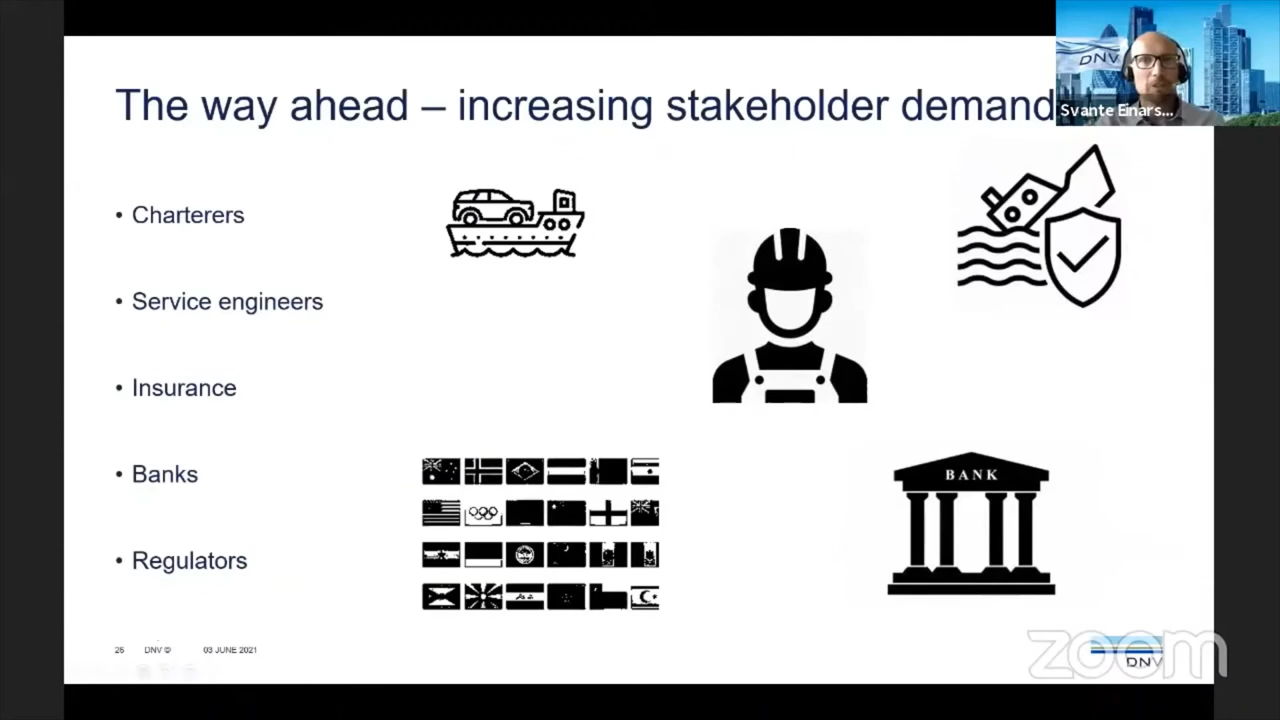 The way ahead – increasing stakeholder demand
DNV
Svante Einars...
• Charterers
• Service engineers
• Insurance
• Banks
• Regulators
BANK
26 DNV © 03 JUNE 2021
zoom
DNV